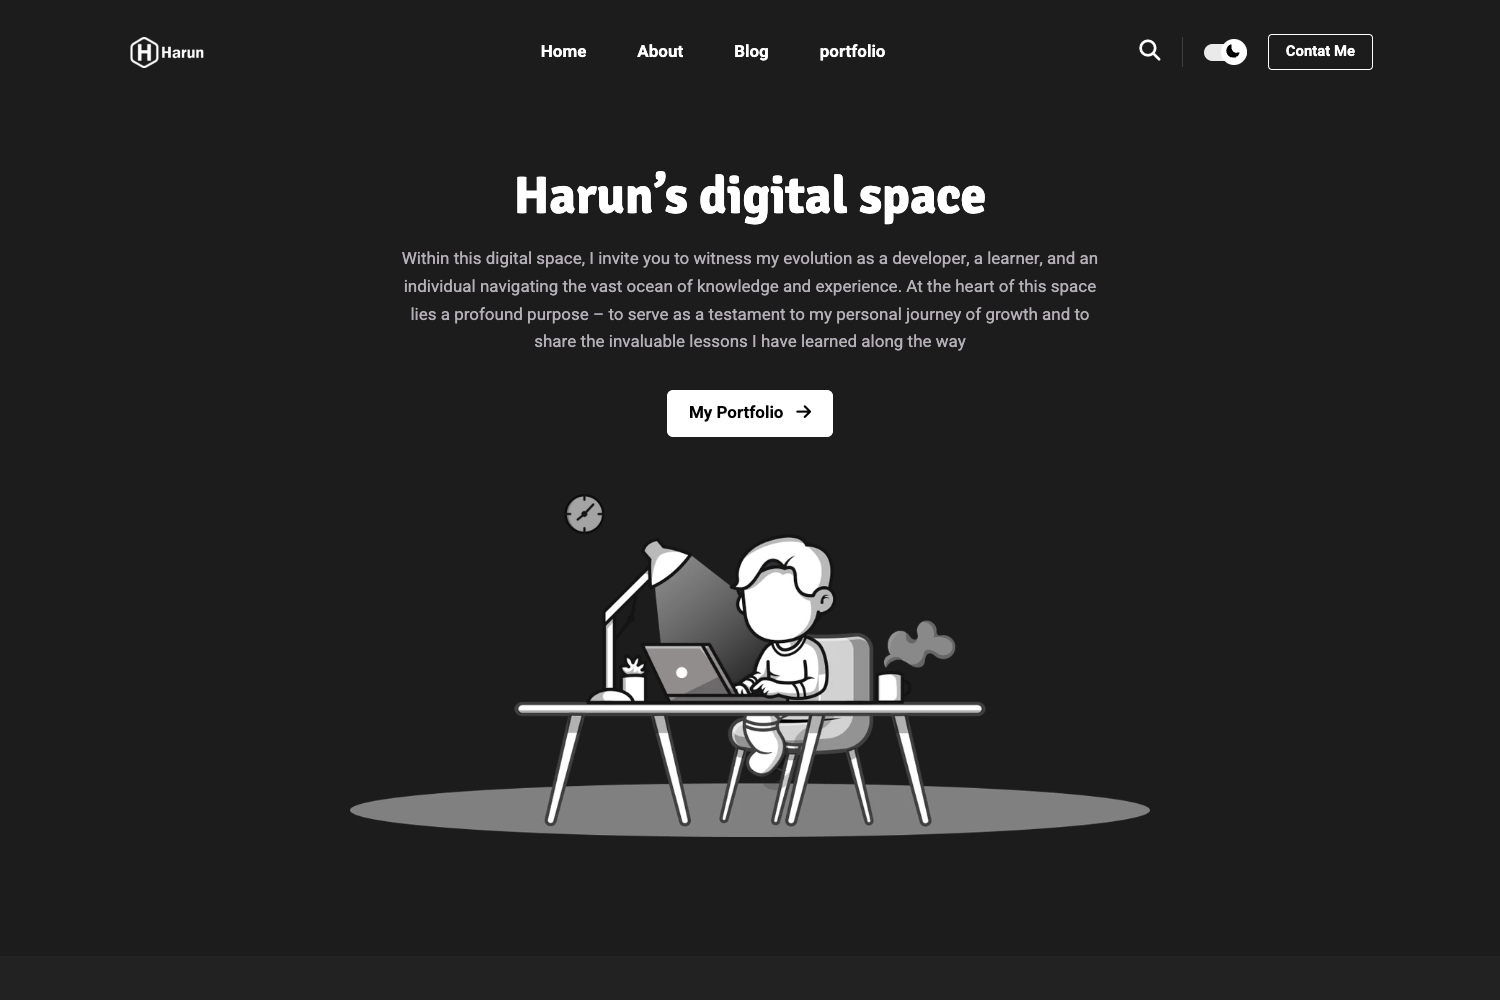 Harun
Home
About
Blog
portfolio
Contat Me
Harun’s digital space
Within this digital space, I invite you to witness my evolution as a developer, a learner, and an
individual navigating the vast ocean of knowledge and experience. At the heart of this space
lies a profound purpose – to serve as a testament to my personal journey of growth and to
share the invaluable lessons I have learned along the way
My Portfolio